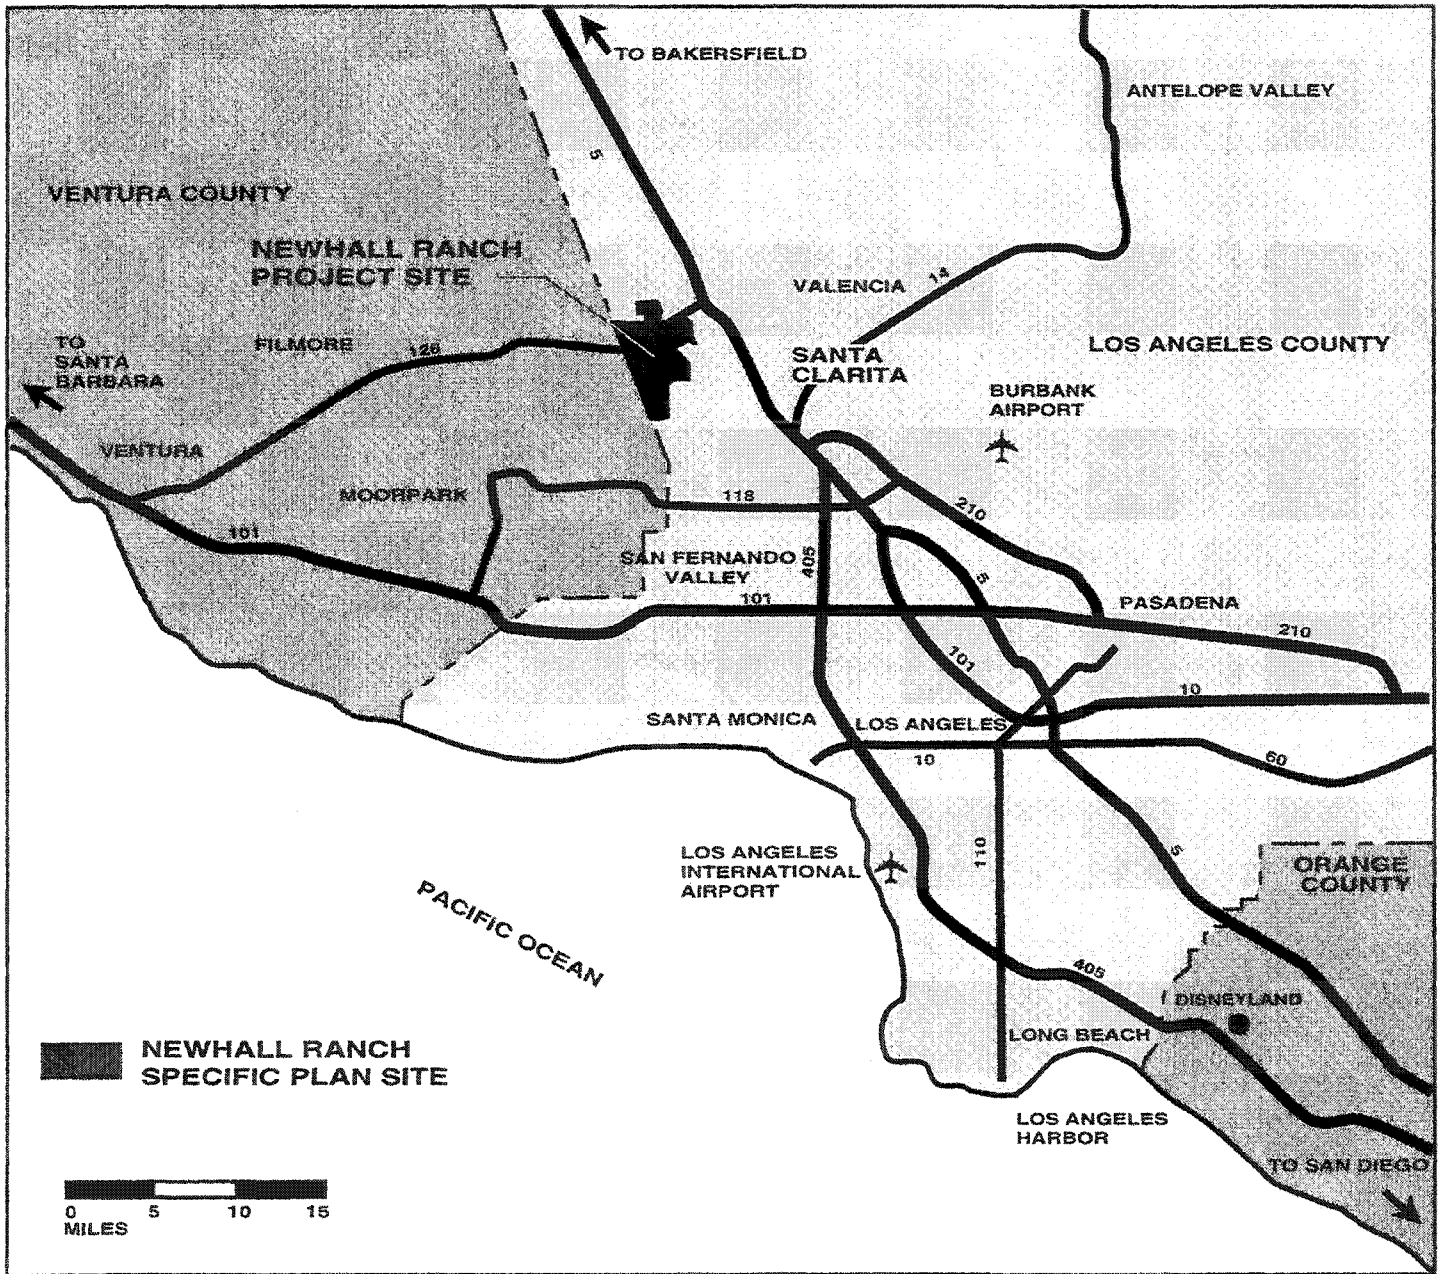 TO BAKERSFIELD
ANTELOPE VALLEY
5
VENTURA COUNTY
NEWHALL RANCH
PROJECT SITE
14
VALENCIA
TO
SANTA
BARBARA
FILMORE
126
SANTA
CLARITA
LOS ANGELES COUNTY
BURBANK
AIRPORT
VENTURA
MOORPARK
118
210
101
SAN FERNANDO
VALLEY
405
5
101
PASADENA
210
101
10
SANTA MONICA
LOS ANGELES
10
60
110
5
LOS ANGELES
INTERNATIONAL
AIRPORT
ORANGE
COUNTY
PACIFIC OCEAN
405
DISNEYLAND
LONG BEACH
NEWHALL RANCH
SPECIFIC PLAN SITE
LOS ANGELES
HARBOR
TO SAN DIEGO
0 5 10 15
MILES